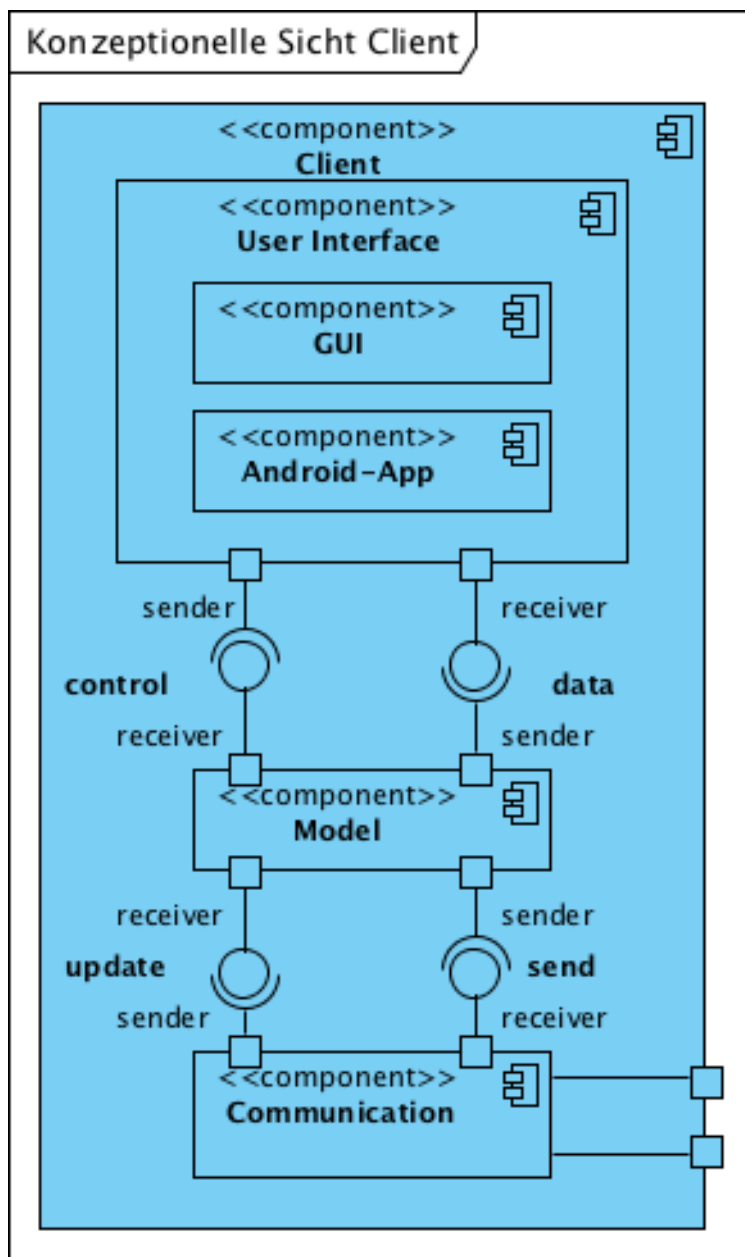 Konzeptionelle Sicht Client
<<component>>
Client
<<component>>
User Interface
<<component>>
GUI
<<component>>
Android-App
sender
receiver
control
data
receiver
sender
<<component>>
Model
receiver
sender
update
send
sender
receiver
<<component>>
Communication